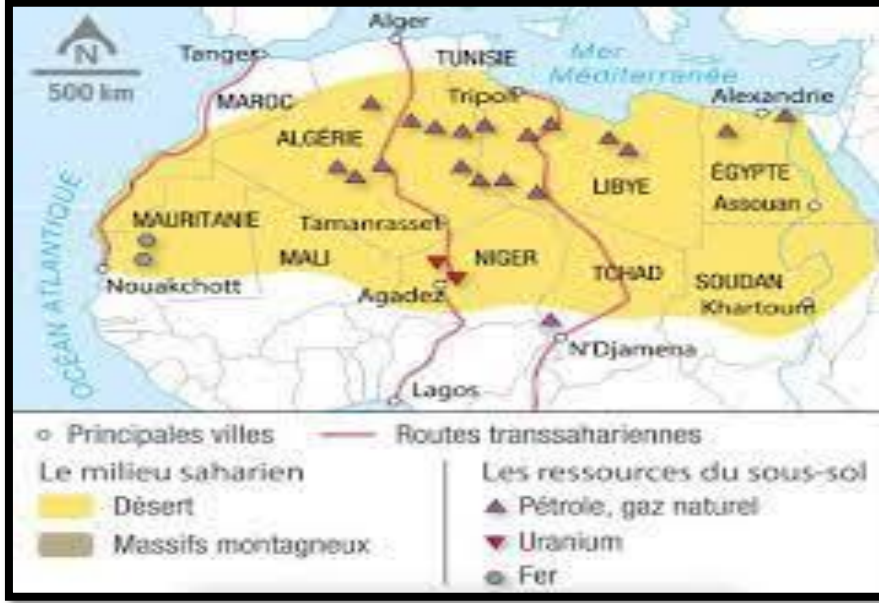 Alger
N
Tanger
TUNISIE
Mer
Méditerranée
500 km
MAROC
Tripoli
Alexandrie
ALGÉRIE
LIBYE
ÉGYPTE
Assouan
OCÉAN ATLANTIQUE
MAURITANIE
Tamanrasset
MALI
NIGER
TCHAD
SOUDAN
Nouakchott
Agadez
Khartoum
N'Djamena
Lagos
Principales villes
Routes transsahariennes
Le milieu saharien
Désert
Massifs montagneux
Les ressources du sous-sol
Pétrole, gaz naturel
Uranium
Fer